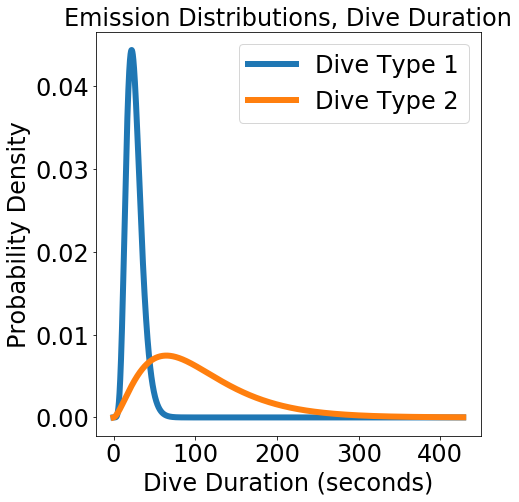 Emission Distributions, Dive Duration
Dive Type 1
Dive Type 2
Probability Density
0.04
0.03
0.02
0.01
0.00
0 100 200 300 400
Dive Duration (seconds)